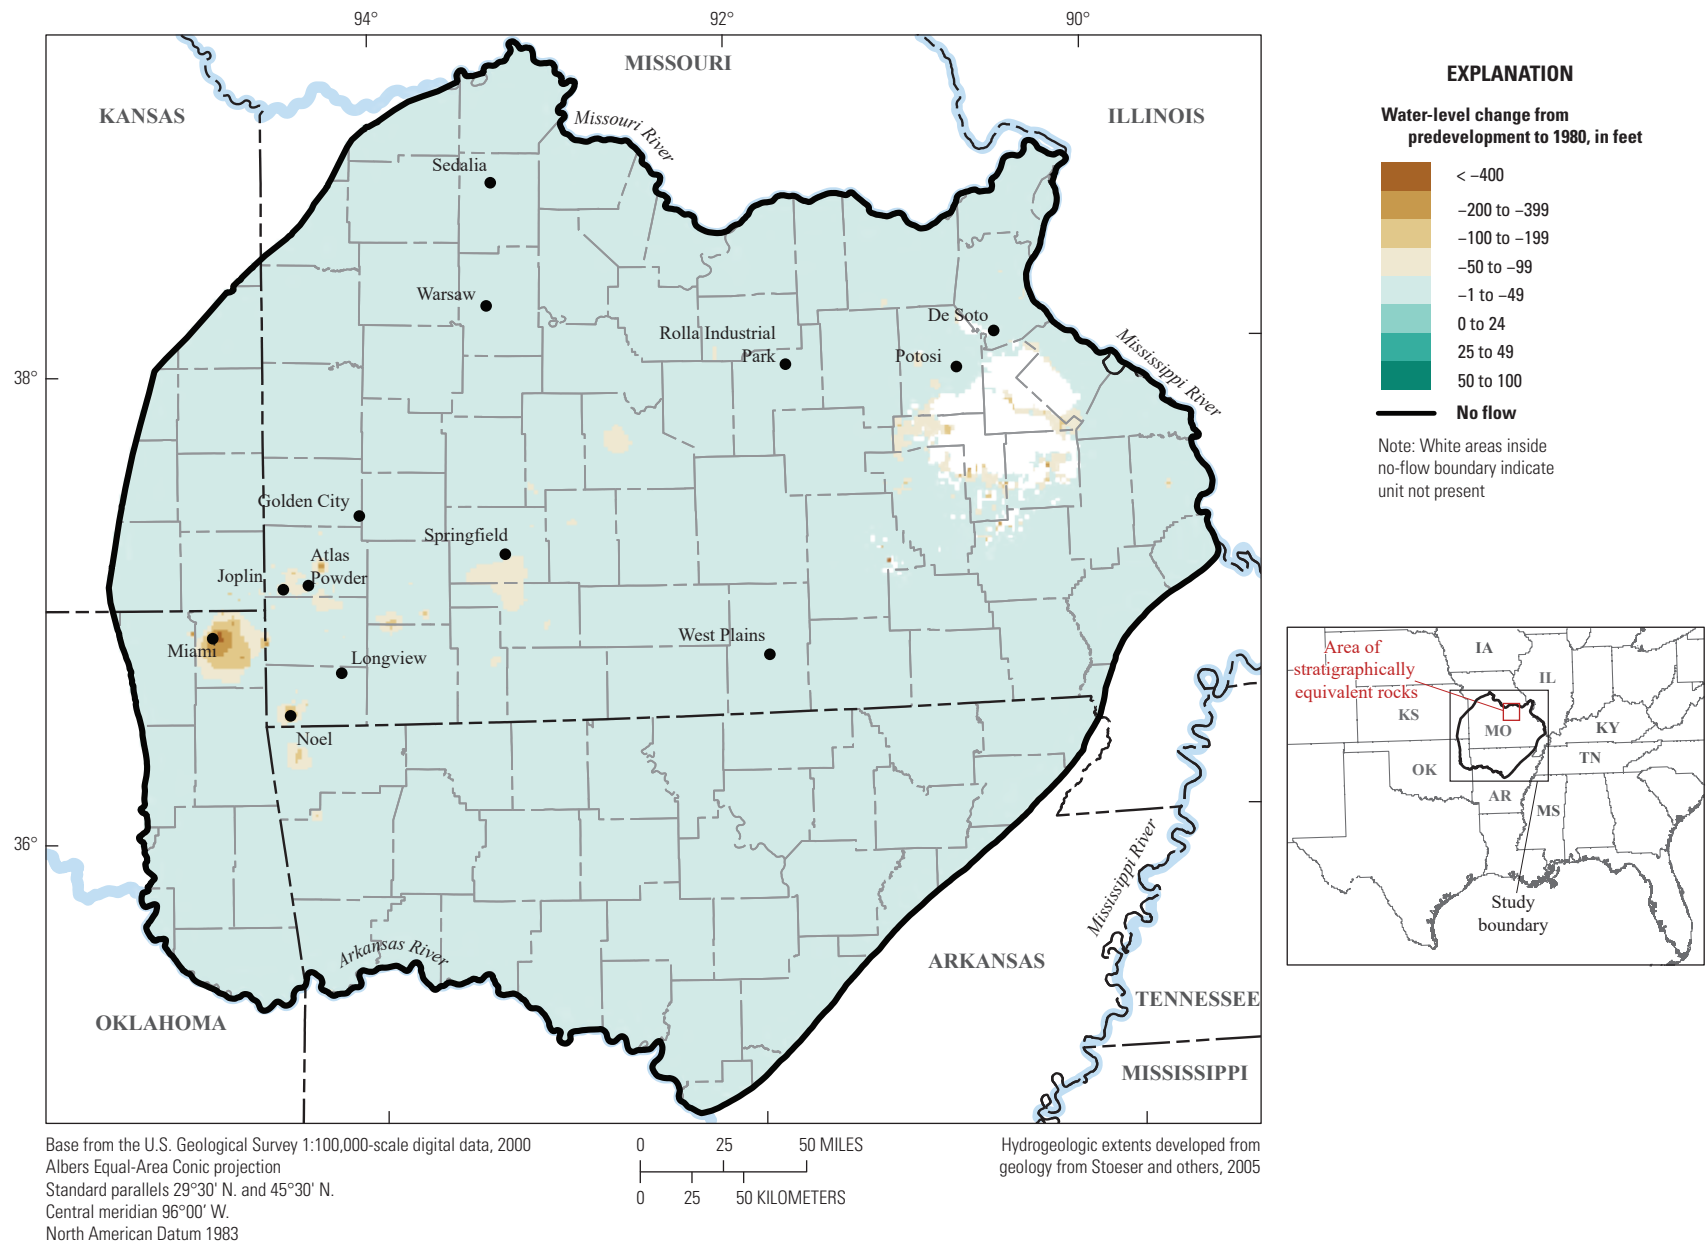 94°
92°
90°
MISSOURI
KANSAS
ILLINOIS
Missouri River
Sedalia
Warsaw
Rolla Industrial
Park
De Soto
Potosi
Mississippi River
38°
Golden City
Springfield
Atlas
Powder
Joplin
Miami
Longview
West Plains
Noel
36°
Mississippi River
Arkansas River
ARKANSAS
OKLAHOMA
TENNESSEE
MISSISSIPPI
EXPLANATION
Water-level change from
predevelopment to 1980, in feet
< −400
−200 to −399
−100 to −199
−50 to −99
−1 to −49
0 to 24
25 to 49
50 to 100
No flow
Note: White areas inside
no-flow boundary indicate
unit not present
Area of
stratigraphically
equivalent rocks
IA
IL
KS
MO
KY
OK
TN
AR
MS
Study
boundary
Base from the U.S. Geological Survey 1:100,000-scale digital data, 2000
Albers Equal-Area Conic projection
Standard parallels 29°30' N. and 45°30' N.
Central meridian 96°00' W.
North American Datum 1983
0 25 50 MILES
0 25 50 KILOMETERS
Hydrogeologic extents developed from
geology from Stoeser and others, 2005